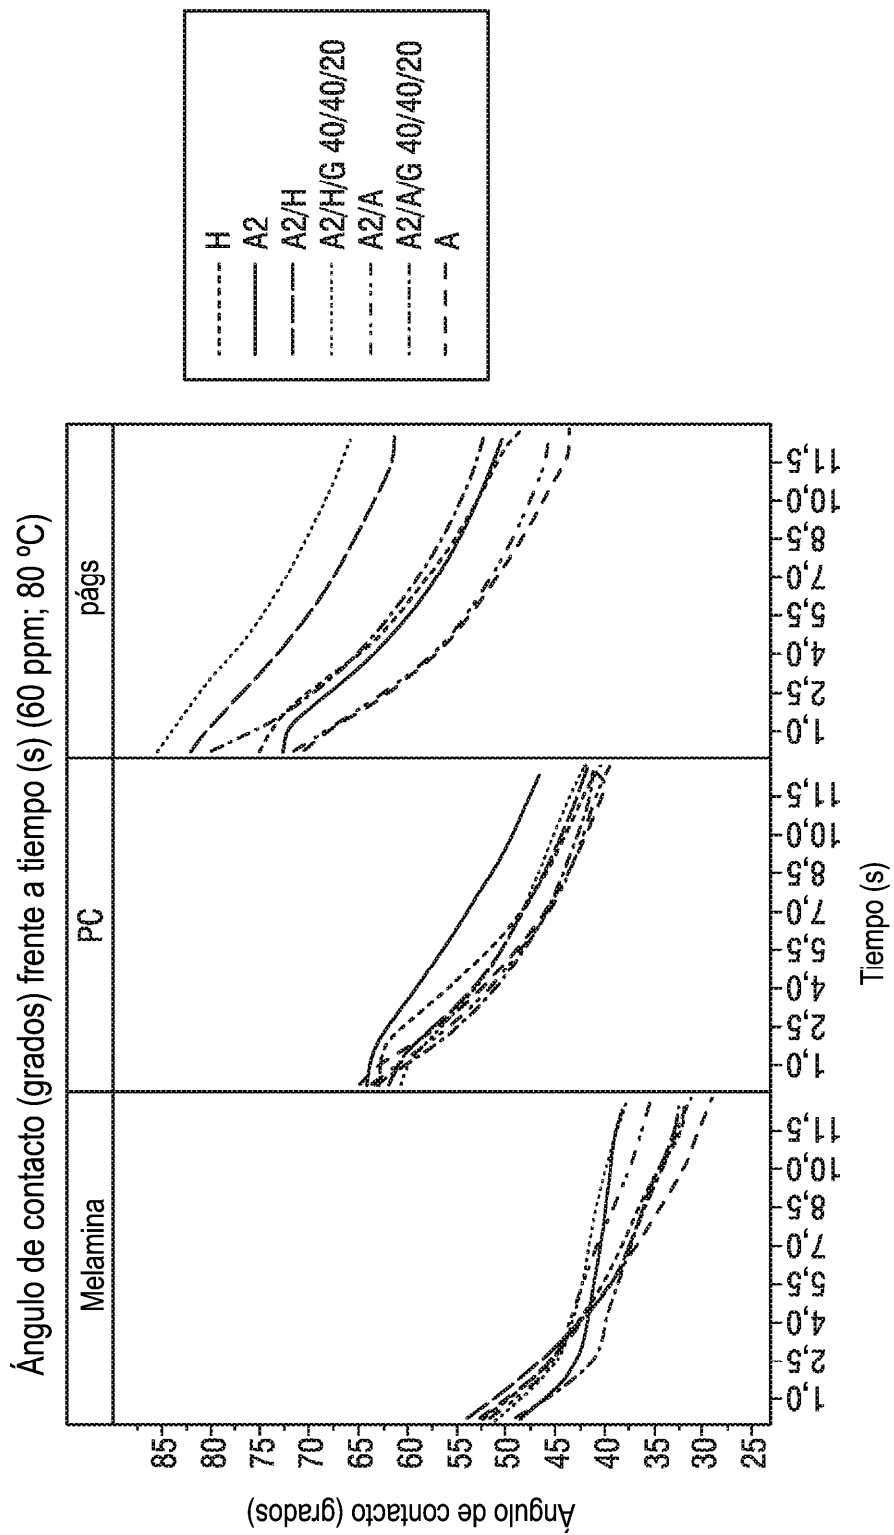 Ángulo de contacto (grados) frente a tiempo (s) (60 ppm; 80 ºC)
Melamina
PC
págs
Ángulo de contacto (grados)
85
80
75
70
65
60
55
50
45
40
35
30
25
1,0
2,5
4,0
5,5
7,0
8,5
10,0
11,5
1,0
2,5
4,0
5,5
7,0
8,5
10,0
11,5
1,0
2,5
4,0
5,5
7,0
8,5
10,0
11,5
Tiempo (s)
H
A2
A2/H
A2/H/G 40/40/20
A2/A
A2/A/G 40/40/20
A